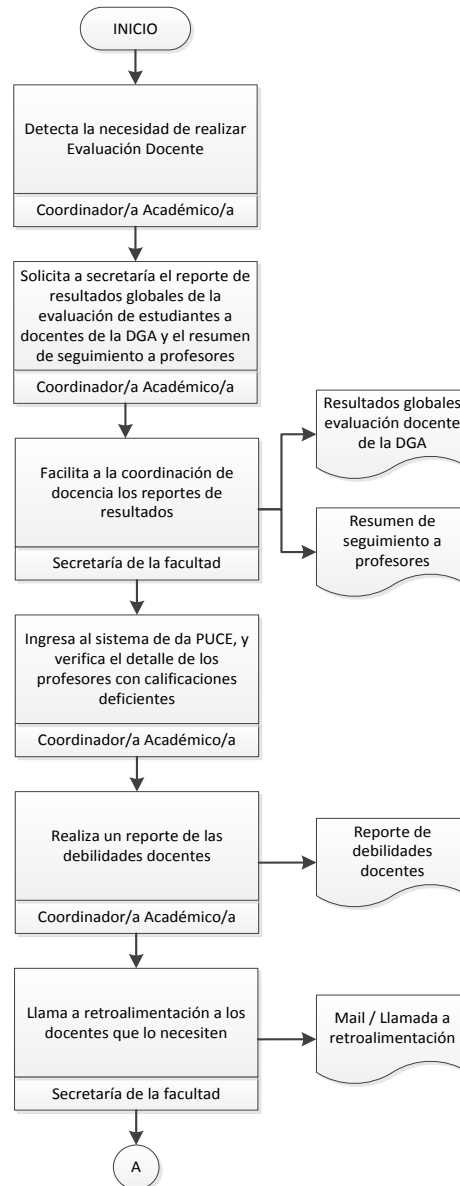 INICIO
Detecta la necesidad de realizar
Evaluación Docente
Coordinador/a Académico/a
Solicita a secretaría el reporte de
resultados globales de la
evaluación de estudiantes a
docentes de la DGA y el resumen
de seguimiento a profesores
Coordinador/a Académico/a
Facilita a la coordinación de
docencia los reportes de
resultados
Secretaría de la facultad
Resultados globales
evaluación docente
de la DGA
Resumen de
seguimiento a
profesores
Ingresa al sistema de da PUCE, y
verifica el detalle de los
profesores con calificaciones
deficientes
Coordinador/a Académico/a
Realiza un reporte de las
debilidades docentes
Coordinador/a Académico/a
Reporte de
debilidades
docentes
Llama a retroalimentación a los
docentes que lo necesiten
Secretaría de la facultad
Mail / Llamada a
retroalimentación
A